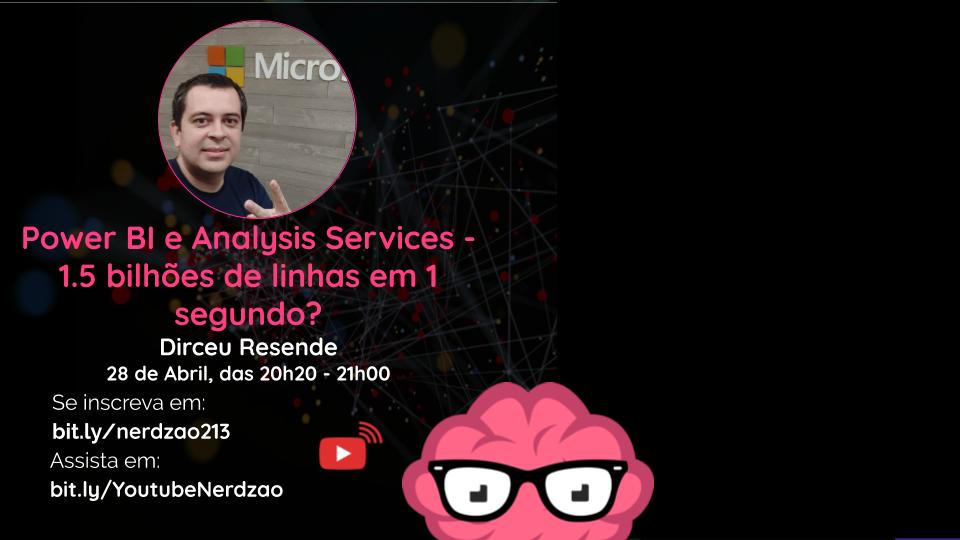 Micros
Power BI e Analysis Services -
1.5 bilhões de linhas em 1
segundo?
Dirceu Resende
28 de Abril, das 20h20 - 21h00
Se inscreva em:
bit.ly/nerdzao213
Assista em:
bit.ly/YoutubeNerdzao